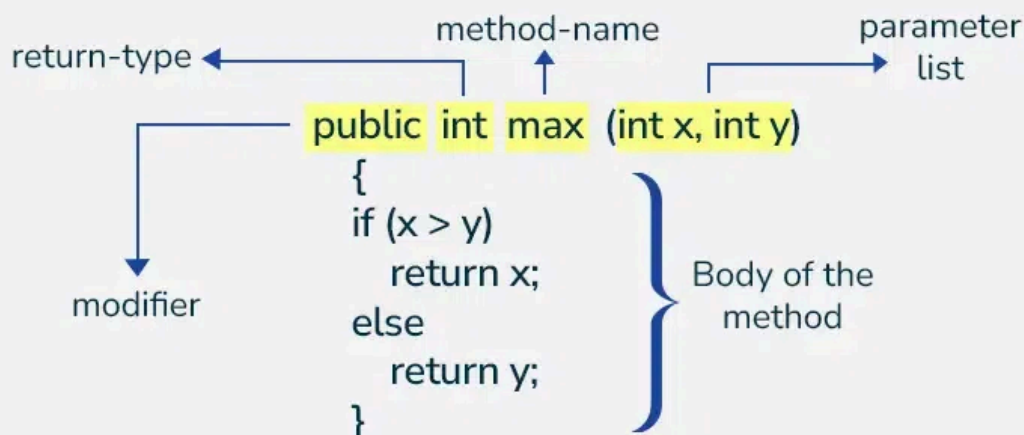 method-name
parameter
list
return-type
public int max (int x, int y)
{
if (x > y)
return x;
else
return y;
}
modifier
Body of the
method